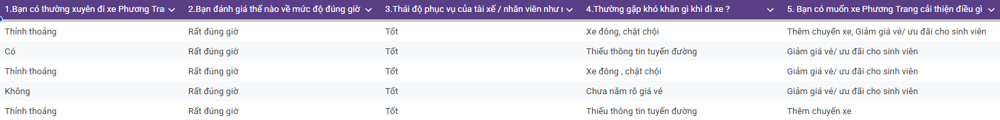 1.Bạn có thường xuyên đi xe Phương Tra 2.Bạn đánh giá thế nào về mức độ đúng giờ 3.Thái độ phục vụ của tài xế / nhân viên như 4.Thường gặp khó khăn gì khi đi xe ? 5. Bạn có muốn xe Phương Trang cải thiện điều gì
Thỉnh thoảng Rất đúng giờ Tốt Xe đông, chật chội Thêm chuyến xe, Giảm giá vé/ ưu đãi cho sinh viên
Có Rất đúng giờ Tốt Thiếu thông tin tuyến đường Giảm giá vé/ ưu đãi cho sinh viên
Thỉnh thoảng Rất đúng giờ Tốt Xe đông , chật chội Giảm giá vé/ ưu đãi cho sinh viên
Không Rất đúng giờ Tốt Chưa nắm rõ giá vé Giảm giá vé/ ưu đãi cho sinh viên
Thỉnh thoảng Rất đúng giờ Tốt Thiếu thông tin tuyến đường Thêm chuyến xe